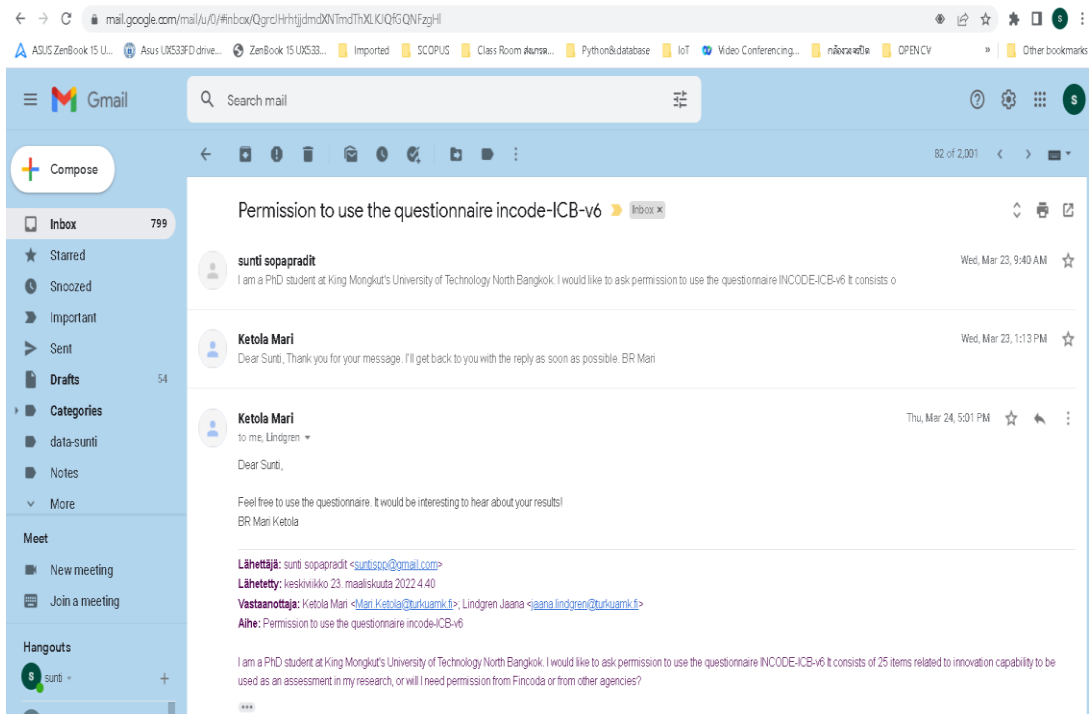 mail.google.com/mail/u/0/#inbox/QgrcJHrhtjjdmdXNTmdThXLKJQfGQNFzgHl
ASUS ZenBook 15 U... Asus UX533FD drive... ZenBook 15 UX533... Imported SCOPUS Class Room Python&database IoT Video Conferencing... OPENCV » Other bookmarks
Gmail
Search mail
S
Compose
82 of 2,001
Permission to use the questionnaire incode-ICB-v6 Inbox x
Inbox 799
Starred
Snoozed
Important
Sent
Drafts 54
Categories
data-sunti
Notes
More
Meet
New meeting
Join a meeting
Hangouts
S sunti +
sunti sopapradit Wed, Mar 23, 9:40 AM
I am a PhD student at King Mongkut's University of Technology North Bangkok. I would like to ask permission to use the questionnaire INCODE-ICB-v6 It consists o
Ketola Mari Wed, Mar 23, 1:13 PM
Dear Sunti, Thank you for your message. I'll get back to you with the reply as soon as possible. BR Mari
Ketola Mari Thu, Mar 24, 5:01 PM
to me, Lindgren
Dear Sunti,
Feel free to use the questionnaire. It would be interesting to hear about your results!
BR Mari Ketola
Lähettäjä: sunti sopapradit <suntispp@gmail.com>
Lähetetty: keskiviikko 23. maaliskuuta 2022 4.40
Vastaanottaja: Ketola Mari <Mari.Ketola@turkuamk.fi>; Lindgren Jaana <jaana.lindgren@turkuamk.fi>
Aihe: Permission to use the questionnaire incode-ICB-v6
I am a PhD student at King Mongkut's University of Technology North Bangkok. I would like to ask permission to use the questionnaire INCODE-ICB-v6 It consists of 25 items related to innovation capability to be
used as an assessment in my research, or will I need permission from Fincoda or from other agencies?